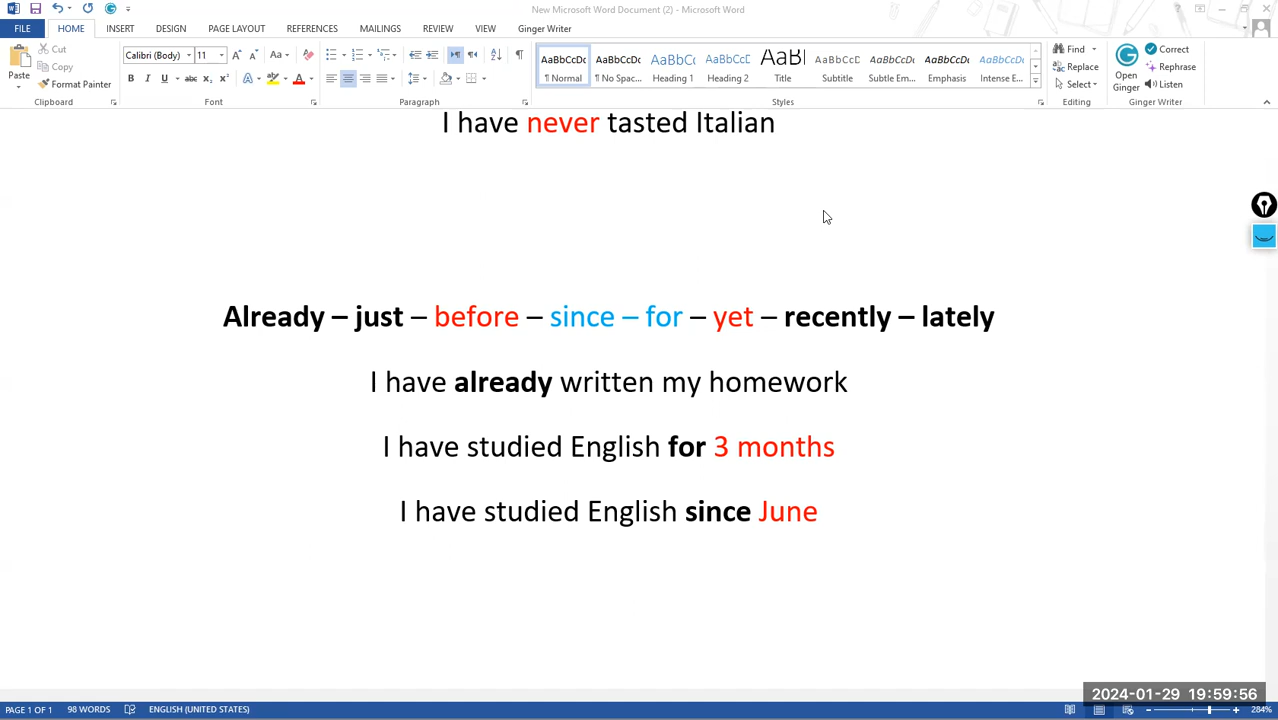 New Microsoft Word Document (2) - Microsoft Word
FILE HOME INSERT DESIGN PAGE LAYOUT REFERENCES MAILINGS REVIEW VIEW Ginger Writer
Paste
Cut
Copy
Format Painter
Clipboard
Calibri (Body) 11
Font
Paragraph
AaBbCcDc AaBbCcDc AaBbCc AaBbCc AaBl AaBbCcD AaBbCcDc AaBbCcDc AaBbCcDc
¶ Normal ¶ No Spac... Heading 1 Heading 2 Title Subtitle Subtle Em... Emphasis Intense E...
Styles
Find
Replace
Select
Editing
Open Ginger
Correct
Rephrase
Listen
Ginger Writer
I have never tasted Italian
Already – just – before – since – for – yet – recently – lately
I have already written my homework
I have studied English for 3 months
I have studied English since June
2024-01-29 19:59:56
PAGE 1 OF 1 98 WORDS ENGLISH (UNITED STATES) 284%